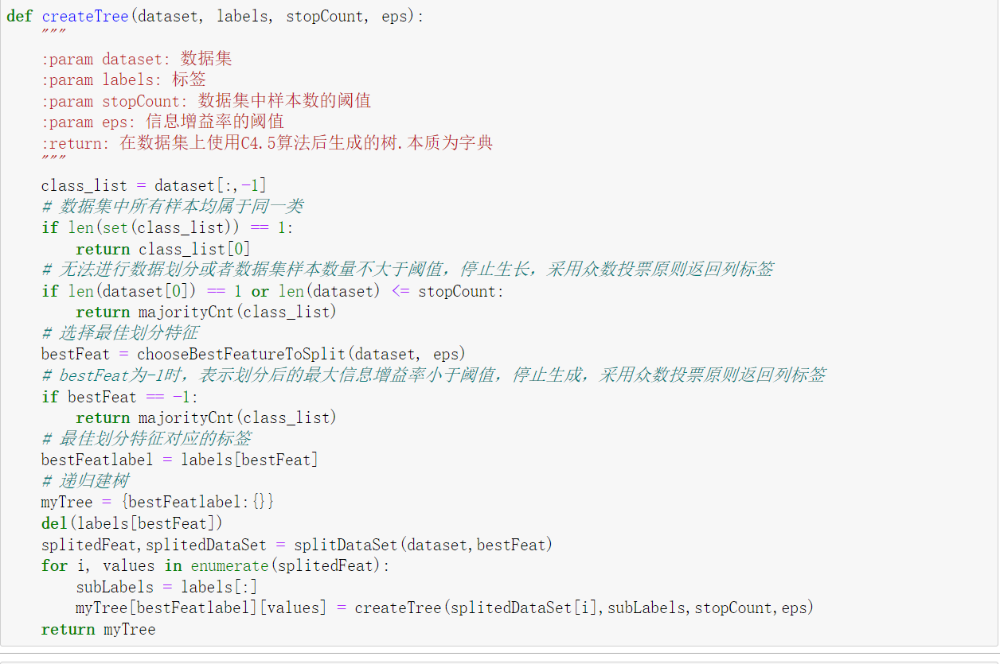 def createTree(dataset, labels, stopCount, eps):
    """
    :param dataset: 数据集
    :param labels: 标签
    :param stopCount: 数据集中样本数的阈值
    :param eps: 信息增益率的阈值
    :return: 在数据集上使用C4.5算法后生成的树.本质为字典
    """
    class_list = dataset[:,-1]
    # 数据集中所有样本均属于同一类
    if len(set(class_list)) == 1:
        return class_list[0]
    # 无法进行数据划分或者数据集样本数量不大于阈值，停止生长，采用众数投票原则返回列标签
    if len(dataset[0]) == 1 or len(dataset) <= stopCount:
        return majorityCnt(class_list)
    # 选择最佳划分特征
    bestFeat = chooseBestFeatureToSplit(dataset, eps)
    # bestFeat为-1时，表示划分后的最大信息增益率小于阈值，停止生成，采用众数投票原则返回列标签
    if bestFeat == -1:
        return majorityCnt(class_list)
    # 最佳划分特征对应的标签
    bestFeatlabel = labels[bestFeat]
    # 递归建树
    myTree = {bestFeatlabel:{}}
    del(labels[bestFeat])
    splitedFeat,splitedDataSet = splitDataSet(dataset,bestFeat)
    for i, values in enumerate(splitedFeat):
        subLabels = labels[:]
        myTree[bestFeatlabel][values] = createTree(splitedDataSet[i],subLabels,stopCount,eps)
    return myTree